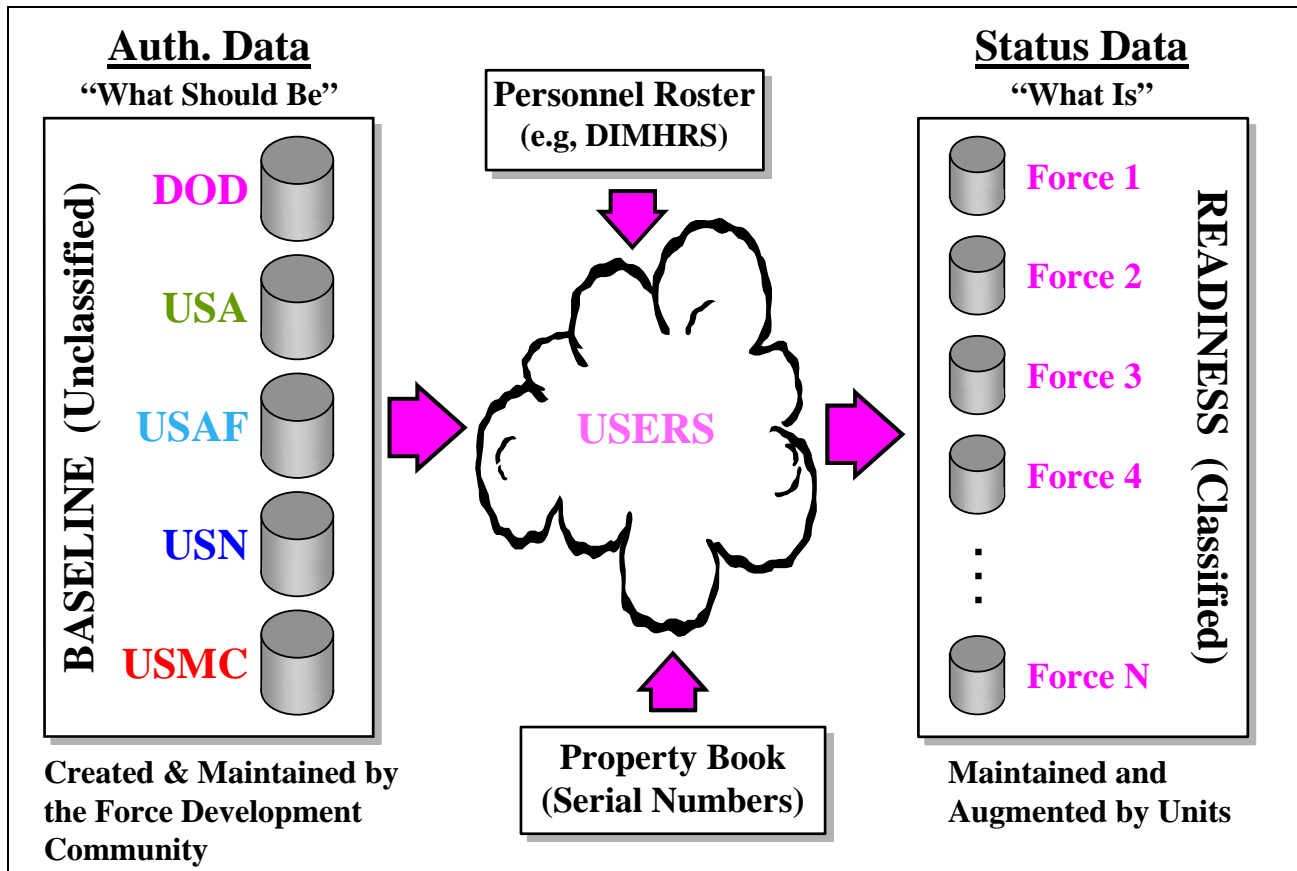 Auth. Data
“What Should Be”
BASELINE (Unclassified)
DOD
USA
USAF
USN
USMC
Created & Maintained by
the Force Development
Community
Personnel Roster
(e.g, DIMHRS)
USERS
Property Book
(Serial Numbers)
Status Data
“What Is”
Force 1
Force 2
Force 3
Force 4
...
Force N
READINESS (Classified)
Maintained and
Augmented by Units